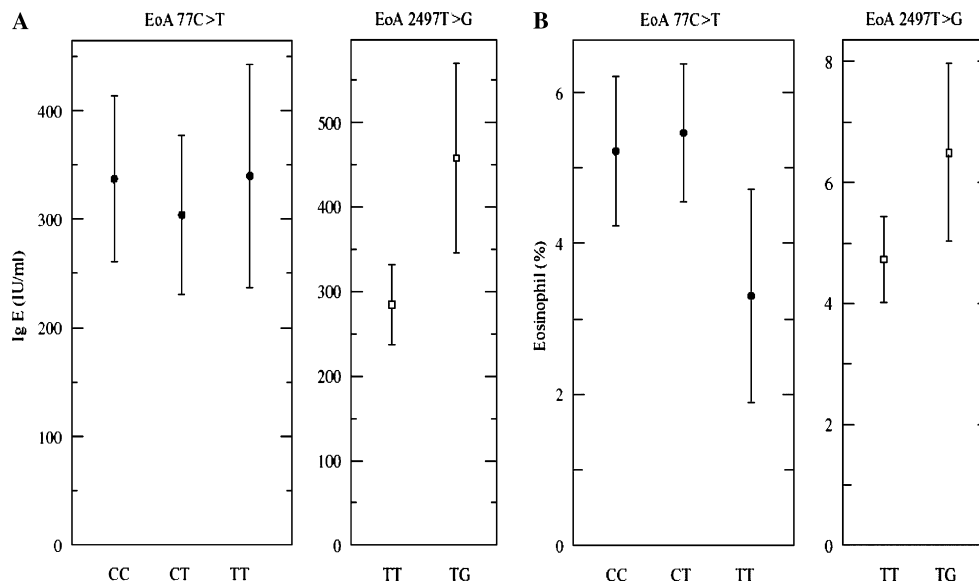 A
EoA 77C>T
EoA 2497T>G
Ig E (IU/ml)
400
300
200
100
0
CC CT TT
500
400
300
200
100
0
TT TG
B
EoA 77C>T
EoA 2497T>G
Eosinophil (%)
6
4
2
0
CC CT TT
8
6
4
2
0
TT TG